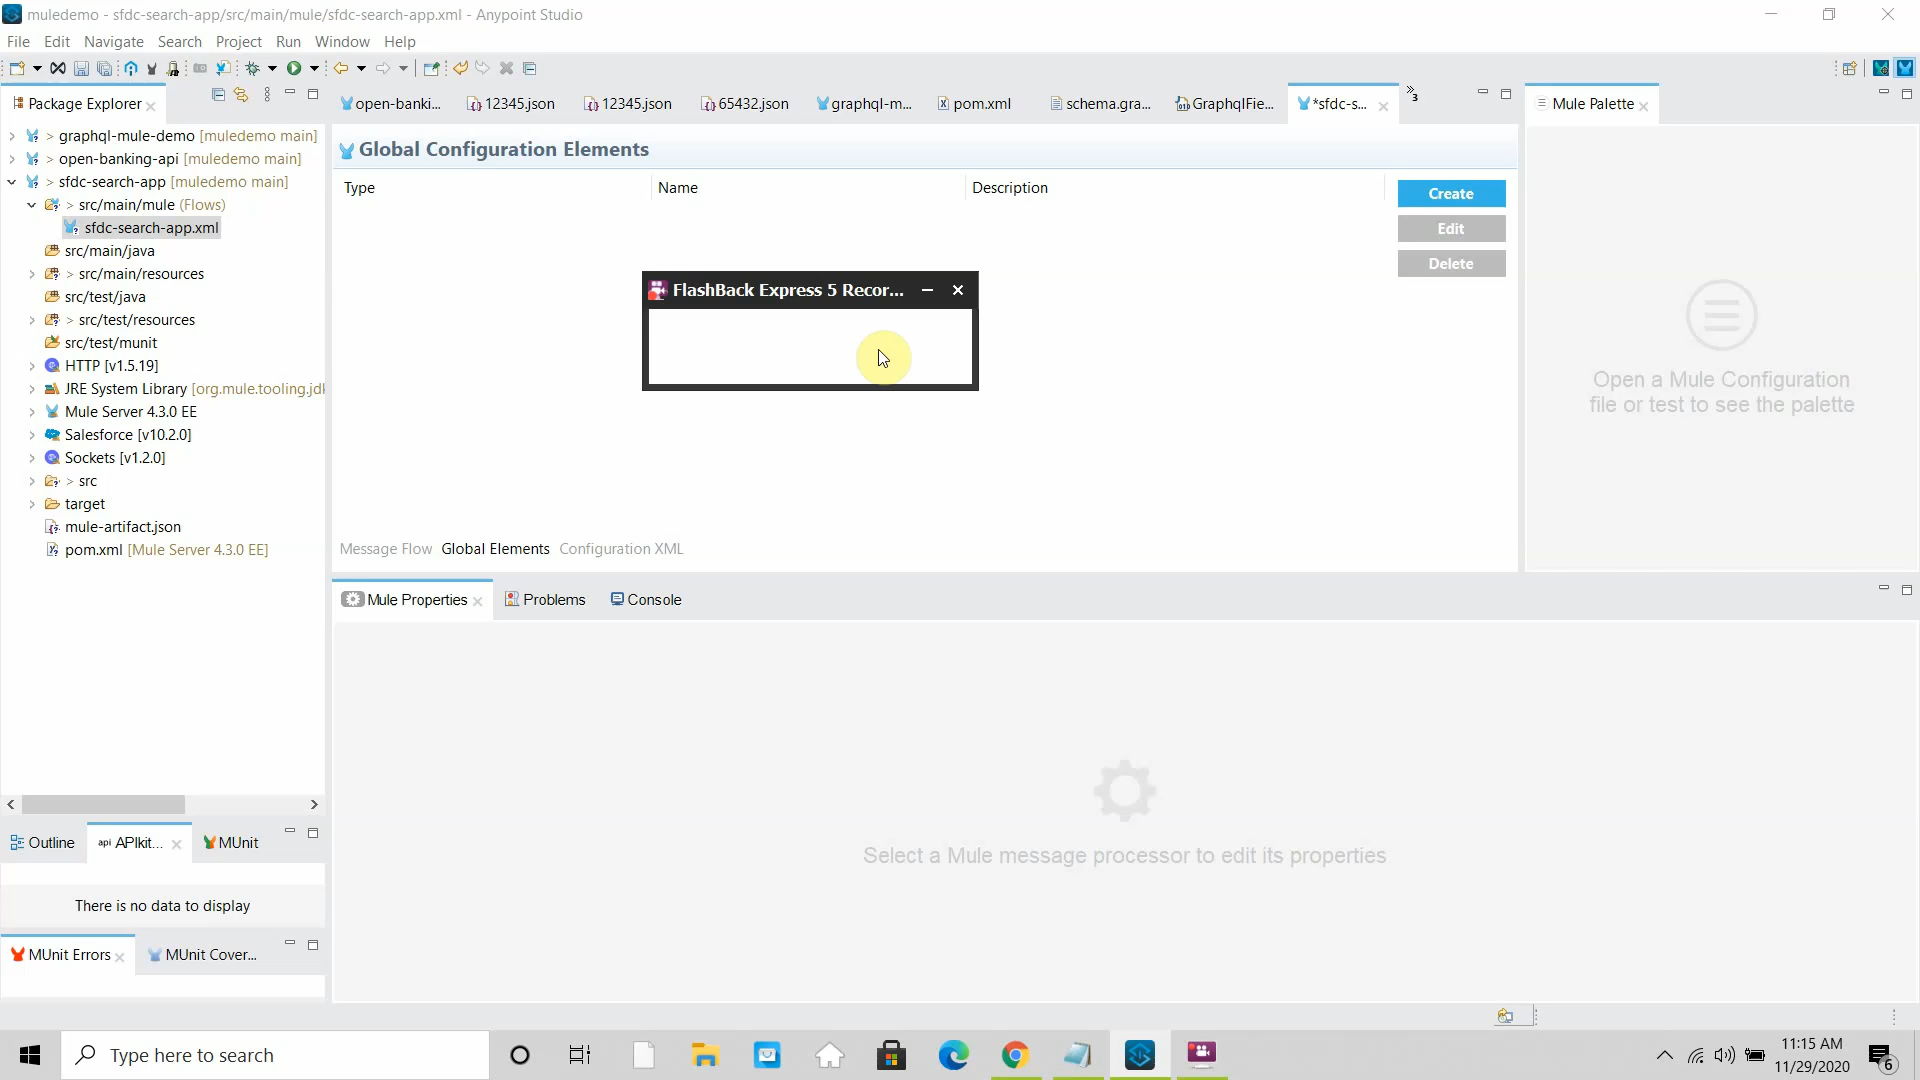 muledemo - sfdc-search-app/src/main/mule/sfdc-search-app.xml - Anypoint Studio
File Edit Navigate Search Project Run Window Help
Package Explorer
open-banki...
12345.json
12345.json
65432.json
graphql-m...
pom.xml
schema.gra...
GraphqlFie...
*sfdc-s...
»3
Mule Palette
> graphql-mule-demo [muledemo main]
> open-banking-api [muledemo main]
> sfdc-search-app [muledemo main]
> src/main/mule (Flows)
sfdc-search-app.xml
src/main/java
> src/main/resources
src/test/java
> src/test/resources
src/test/munit
HTTP [v1.5.19]
JRE System Library [org.mule.tooling.jdk
Mule Server 4.3.0 EE
Salesforce [v10.2.0]
Sockets [v1.2.0]
> src
target
mule-artifact.json
pom.xml [Mule Server 4.3.0 EE]
Global Configuration Elements
Type Name Description
Create
Edit
Delete
FlashBack Express 5 Recor...
Message Flow Global Elements Configuration XML
Open a Mule Configuration
file or test to see the palette
Mule Properties
Problems
Console
Select a Mule message processor to edit its properties
Outline
api APIkit...
MUnit
There is no data to display
MUnit Errors
MUnit Cover...
Type here to search
11:15 AM
11/29/2020
6